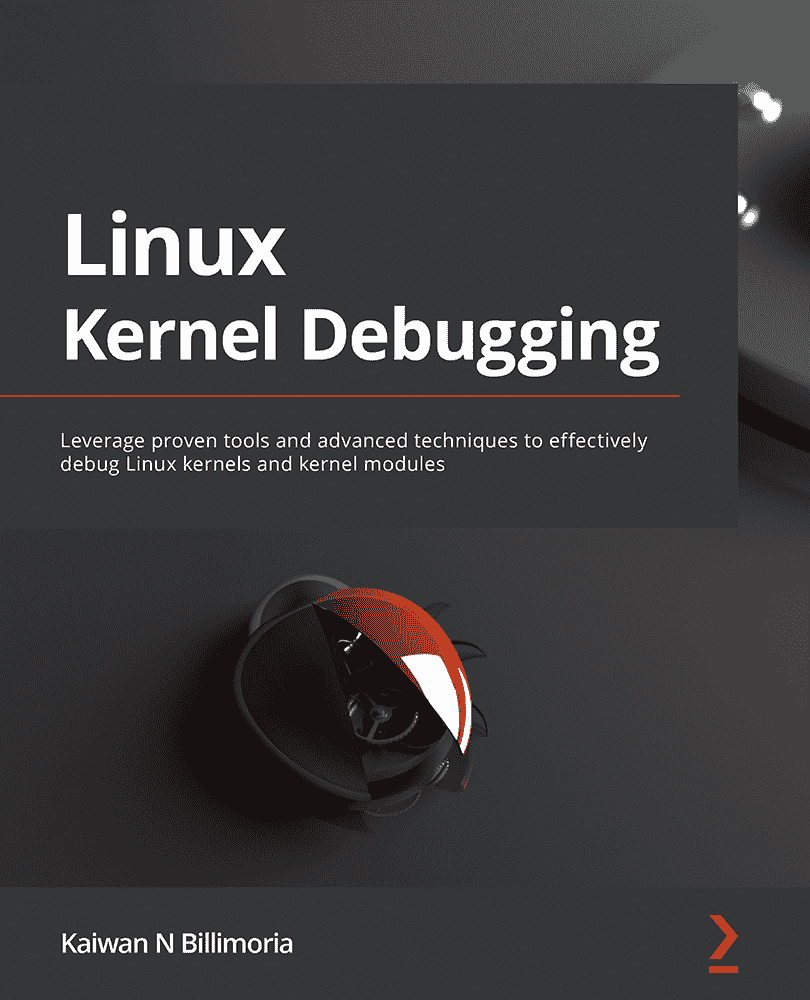 Linux
Kernel Debugging
Leverage proven tools and advanced techniques to effectively
debug Linux kernels and kernel modules
Kaiwan N Billimoria